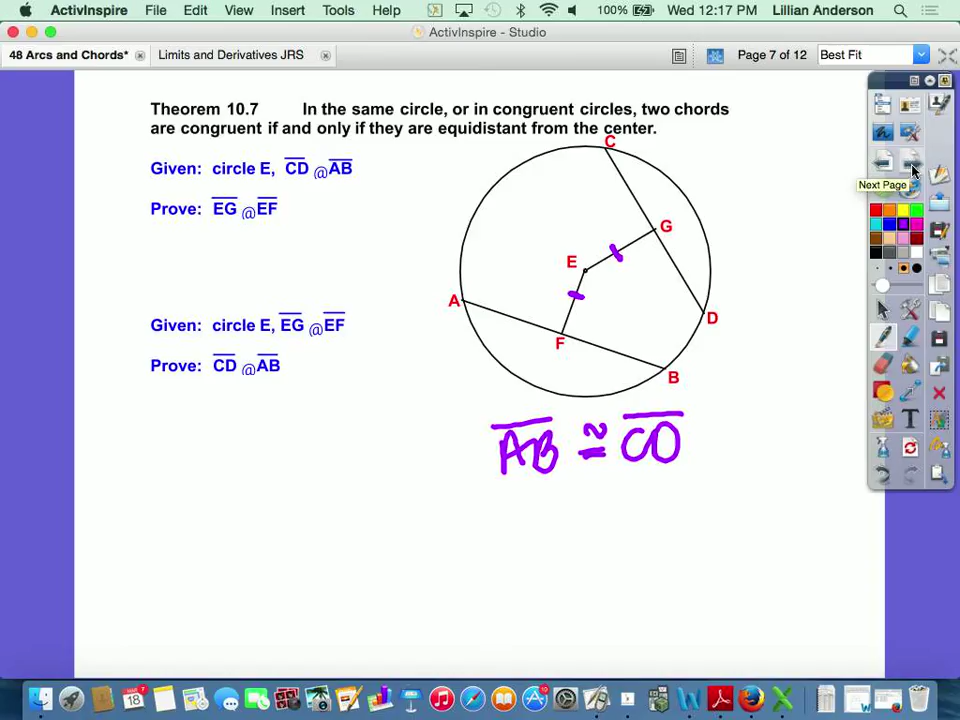 ActivInspire File Edit View Insert Tools Help 100% Wed 12:17 PM Lillian Anderson
ActivInspire - Studio
48 Arcs and Chords* Limits and Derivatives JRS Page 7 of 12 Best Fit
Theorem 10.7 In the same circle, or in congruent circles, two chords
are congruent if and only if they are equidistant from the center.
Given: circle E, CD @ AB
Prove: EG @ EF
Given: circle E, EG @ EF
Prove: CD @ AB
C
G
E
A
D
F
B
AB ≅ CD
Next Page